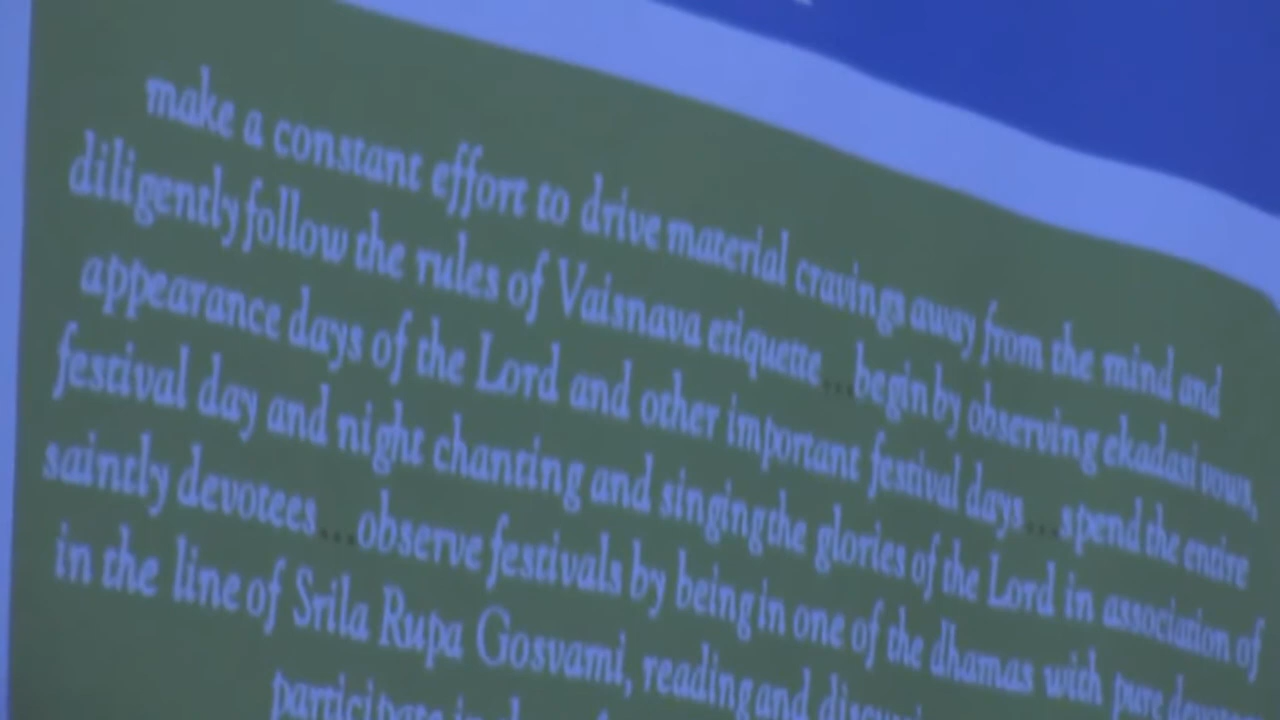 make a constant effort to drive material cravings away from the mind and
diligently follow the rules of Vaisnava etiquette...begin by observing ekadasi vows,
appearance days of the Lord and other important festival days...spend the entire
festival day and night chanting and singing the glories of the Lord in association of
saintly devotees...observe festivals by being in one of the dhamas with pure
in the line of Srila Rupa Gosvami, reading and
participate in